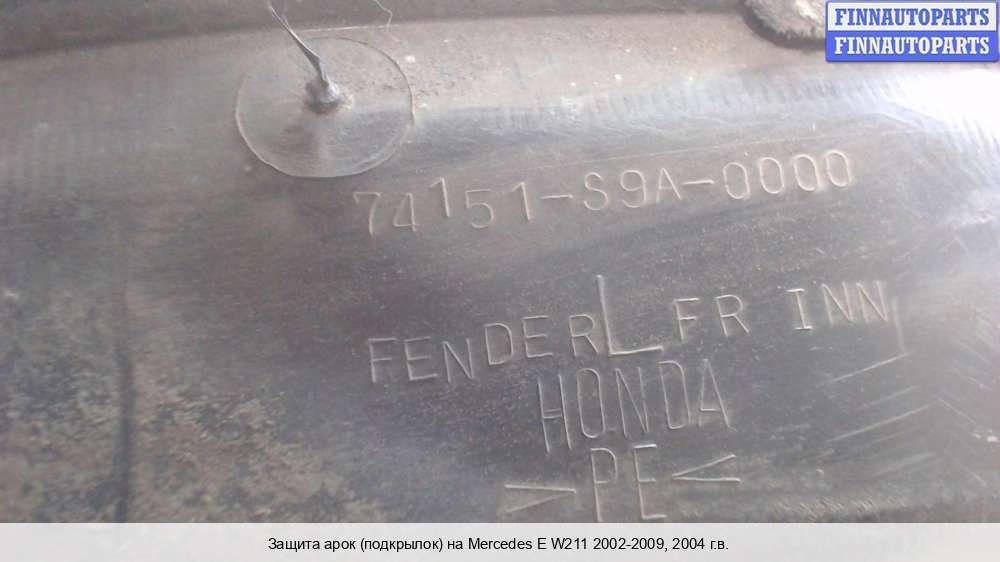 FINNAUTOPARTS
FINNAUTOPARTS
74151-S9A-0000
FENDER L FR INN
HONDA
>PE<
Защита арок (подкрылок) на Mercedes E W211 2002-2009, 2004 г.в.